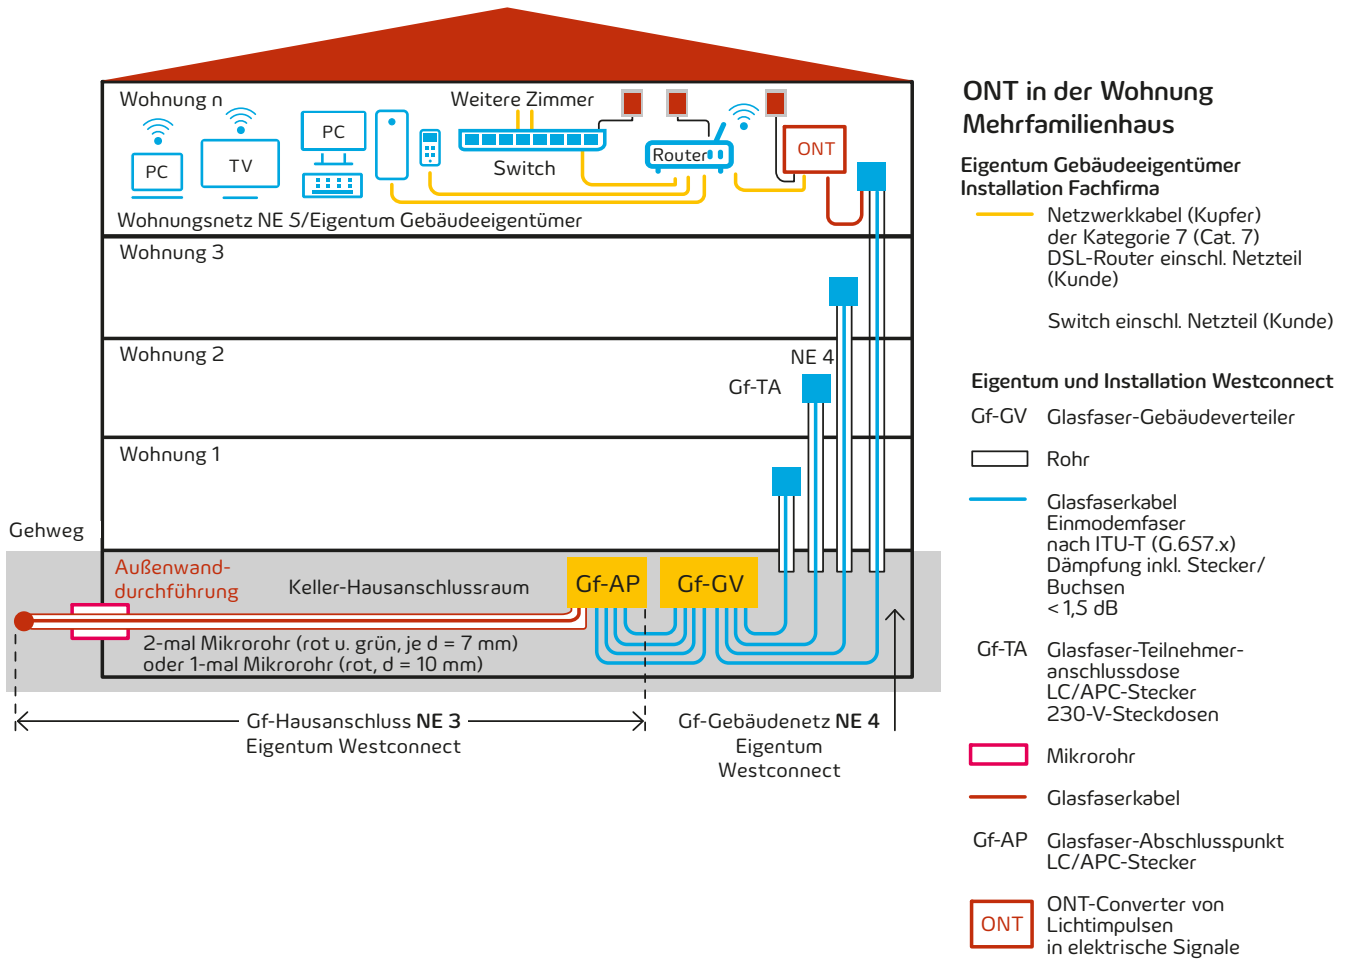 Wohnung n
Weitere Zimmer
PC
PC
TV
Switch
Router
ONT
Wohnungsnetz NE 5/Eigentum Gebäudeeigentümer
Wohnung 3
Wohnung 2
NE 4
Gf-TA
Wohnung 1
Gehweg
Außenwand-
durchführung
Keller-Hausanschlussraum
Gf-AP
Gf-GV
2-mal Mikrorohr (rot u. grün, je d = 7 mm)
oder 1-mal Mikrorohr (rot, d = 10 mm)
Gf-Hausanschluss NE 3
Eigentum Westconnect
Gf-Gebäudenetz NE 4
Eigentum
Westconnect
ONT in der Wohnung
Mehrfamilienhaus
Eigentum Gebäudeeigentümer
Installation Fachfirma
Netzwerkkabel (Kupfer)
der Kategorie 7 (Cat. 7)
DSL-Router einschl. Netzteil
(Kunde)
Switch einschl. Netzteil (Kunde)
Eigentum und Installation Westconnect
Gf-GV Glasfaser-Gebäudeverteiler
Rohr
Glasfaserkabel
Einmodemfaser
nach ITU-T (G.657.x)
Dämpfung inkl. Stecker/
Buchsen
< 1,5 dB
Gf-TA Glasfaser-Teilnehmer-
anschlussdose
LC/APC-Stecker
230-V-Steckdosen
Mikrorohr
Glasfaserkabel
Gf-AP Glasfaser-Abschlusspunkt
LC/APC-Stecker
ONT ONT-Converter von
Lichtimpulsen
in elektrische Signale